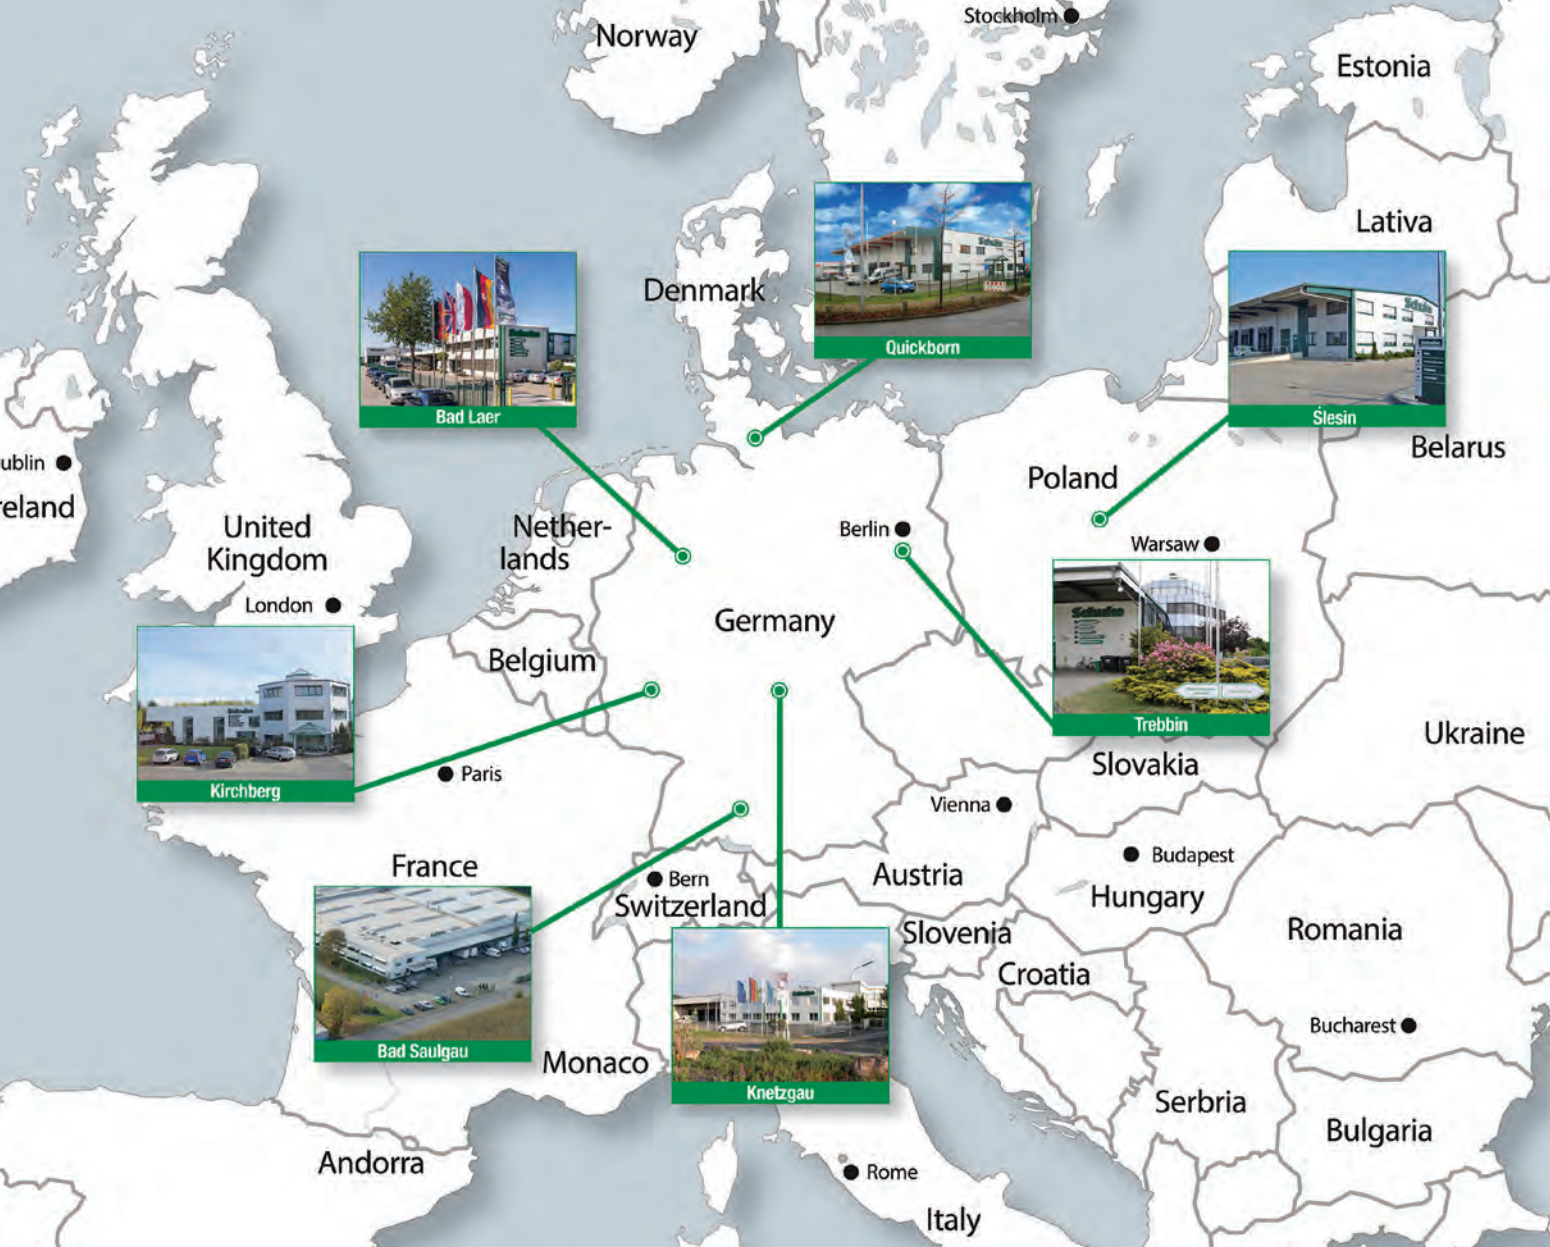 Stockholm
Norway
Estonia
Lativa
Denmark
Quickborn
Bad Laer
Ślesin
Belarus
ublin
reland
Poland
United
Kingdom
Nether-
lands
Berlin
Warsaw
London
Germany
Belgium
Trebbin
Ukraine
Kirchberg
Paris
Slovakia
Vienna
Budapest
Hungary
France
Bern
Switzerland
Austria
Slovenia
Croatia
Romania
Bucharest
Bad Saulgau
Monaco
Knetzgau
Serbria
Bulgaria
Andorra
Rome
Italy